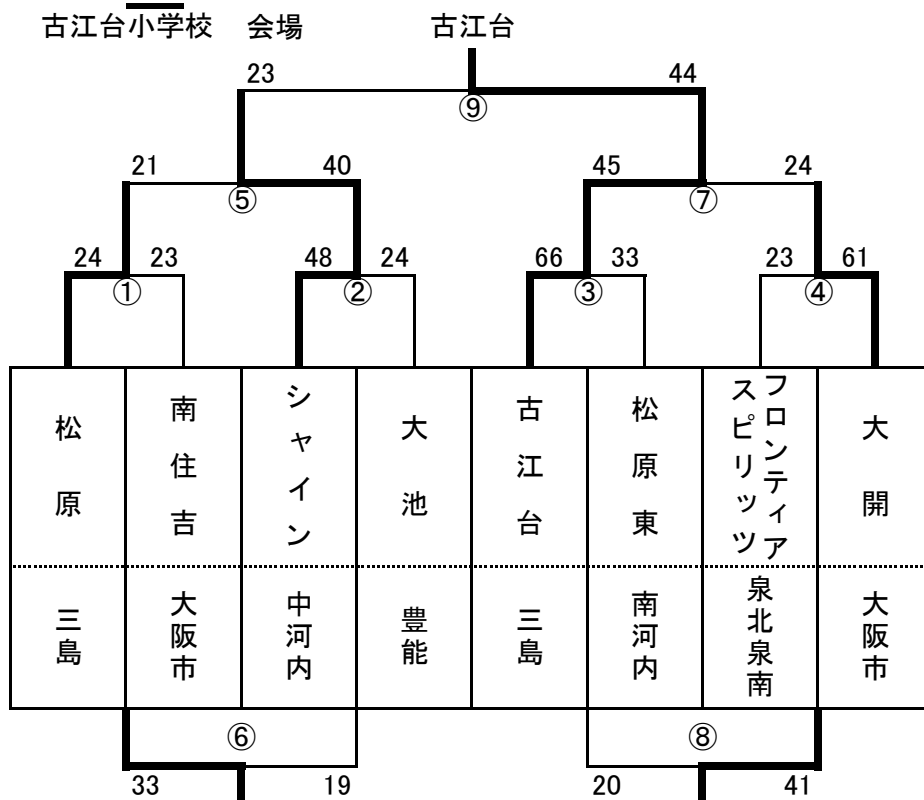 古江台小学校　会場
古江台
23 44
⑨
21 40 45 24
⑤ ⑦
24 23 48 24 66 33 23 61
① ② ③ ④
松原
南住吉
シャイン
大池
古江台
松原東
フロンティア
スピリッツ
大開
三島
大阪市
中河内
豊能
三島
南河内
泉北泉南
大阪市
⑥ ⑧
33 19 20 41